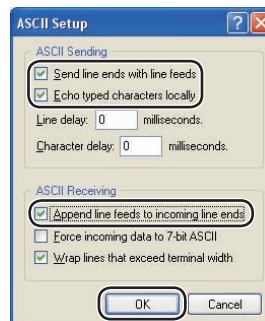 ASCII Setup
ASCII Sending
Send line ends with line feeds
Echo typed characters locally
Line delay: 0 milliseconds.
Character delay: 0 milliseconds.
ASCII Receiving
Append line feeds to incoming line ends
Force incoming data to 7-bit ASCII
Wrap lines that exceed terminal width
OK Cancel